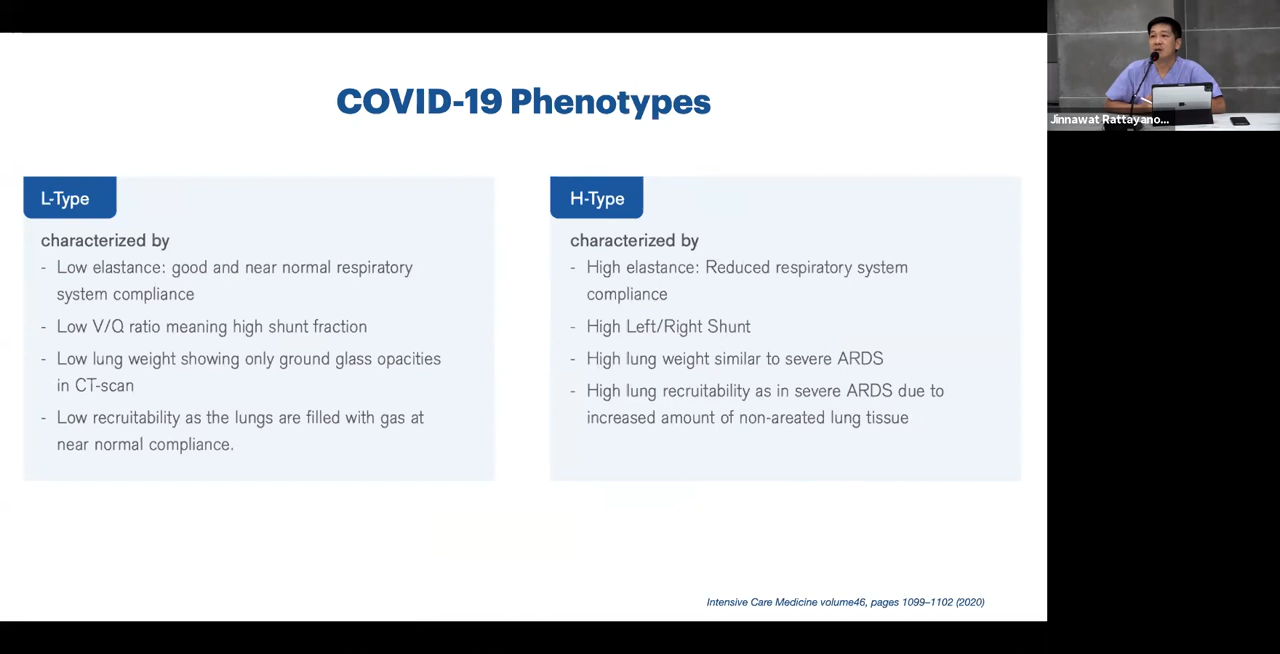 COVID-19 Phenotypes
L-Type
characterized by
- Low elastance: good and near normal respiratory
system compliance
- Low V/Q ratio meaning high shunt fraction
- Low lung weight showing only ground glass opacities
in CT-scan
- Low recruitability as the lungs are filled with gas at
near normal compliance.
H-Type
characterized by
- High elastance: Reduced respiratory system
compliance
- High Left/Right Shunt
- High lung weight similar to severe ARDS
- High lung recruitability as in severe ARDS due to
increased amount of non-areated lung tissue
Intensive Care Medicine volume46, pages 1099–1102 (2020)
Jinnawat Rattayano...